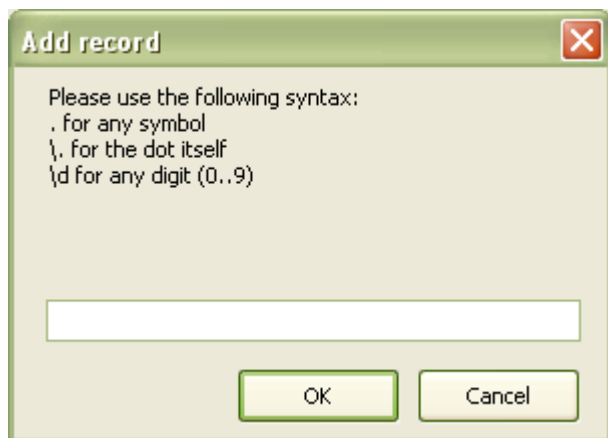 Add record
Please use the following syntax:
. for any symbol
\. for the dot itself
\d for any digit (0..9)
OK
Cancel